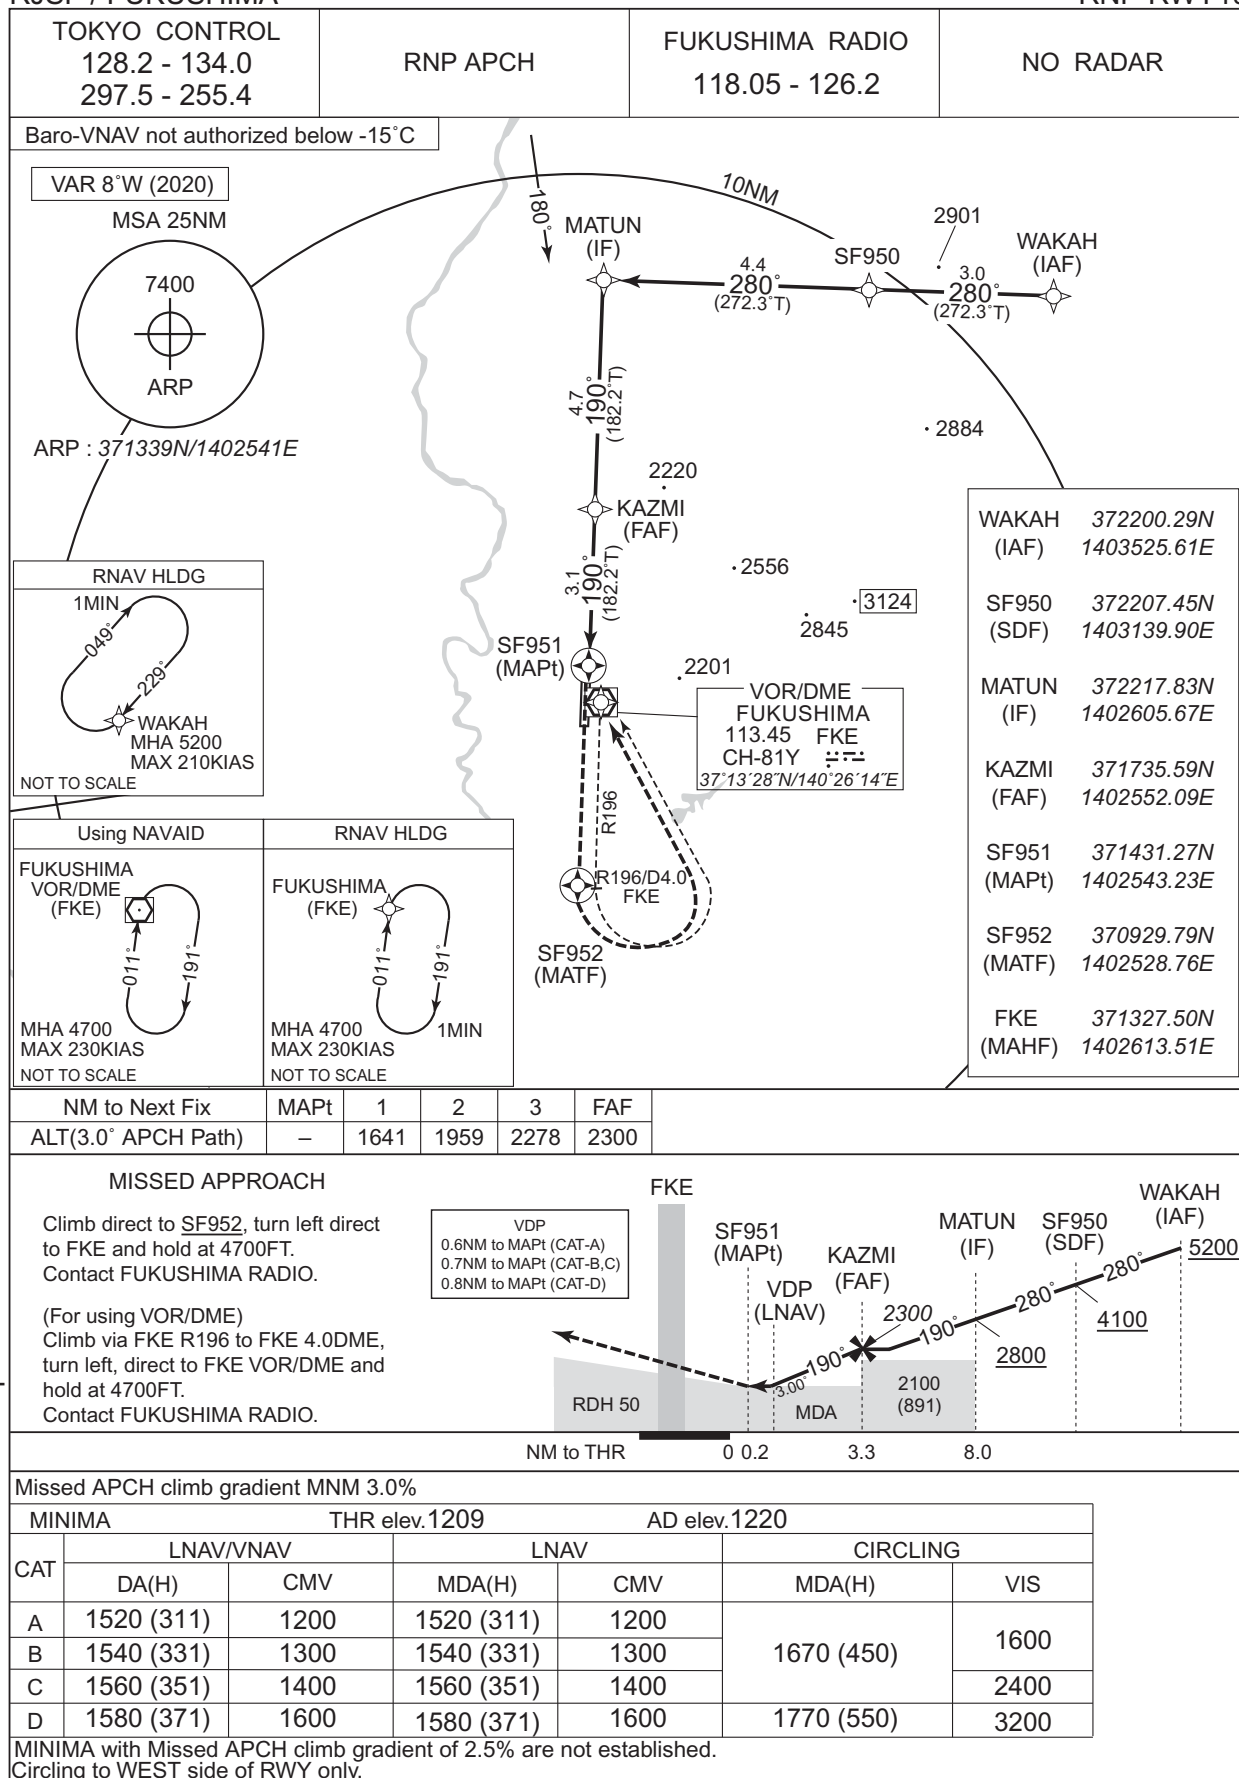 TOKYO CONTROL
128.2 - 134.0
297.5 - 255.4
RNP APCH
FUKUSHIMA RADIO
118.05 - 126.2
NO RADAR
Baro-VNAV not authorized below -15˚C
VAR 8˚W (2020)
MSA 25NM
7400
ARP
ARP : 371339N/1402541E
10NM
180˚
MATUN
(IF)
4.4
280˚
(272.3˚T)
SF950
2901
3.0
280˚
(272.3˚T)
WAKAH
(IAF)
4.7
190˚
(182.2˚T)
2884
2220
KAZMI
(FAF)
3.1
190˚
(182.2˚T)
2556
3124
2845
SF951
(MAPt)
2201
VOR/DME
FUKUSHIMA
113.45 FKE
CH-81Y
37˚13´28˝N/140˚26´14˝E
R196
R196/D4.0
FKE
SF952
(MATF)
WAKAH 372200.29N
(IAF) 1403525.61E
SF950 372207.45N
(SDF) 1403139.90E
MATUN 372217.83N
(IF) 1402605.67E
KAZMI 371735.59N
(FAF) 1402552.09E
SF951 371431.27N
(MAPt) 1402543.23E
SF952 370929.79N
(MATF) 1402528.76E
FKE 371327.50N
(MAHF) 1402613.51E
RNAV HLDG
1MIN
049˚
229˚
WAKAH
MHA 5200
MAX 210KIAS
NOT TO SCALE
Using NAVAID
FUKUSHIMA
VOR/DME
(FKE)
011˚
191˚
MHA 4700
MAX 230KIAS
NOT TO SCALE
RNAV HLDG
FUKUSHIMA
(FKE)
011˚
191˚
MHA 4700 1MIN
MAX 230KIAS
NOT TO SCALE
NM to Next Fix MAPt 1 2 3 FAF
ALT(3.0˚ APCH Path) – 1641 1959 2278 2300
MISSED APPROACH
Climb direct to SF952, turn left direct
to FKE and hold at 4700FT.
Contact FUKUSHIMA RADIO.
(For using VOR/DME)
Climb via FKE R196 to FKE 4.0DME,
turn left, direct to FKE VOR/DME and
hold at 4700FT.
Contact FUKUSHIMA RADIO.
VDP
0.6NM to MAPt (CAT-A)
0.7NM to MAPt (CAT-B,C)
0.8NM to MAPt (CAT-D)
FKE
SF951
(MAPt)
VDP
(LNAV)
KAZMI
(FAF)
MATUN
(IF)
SF950
(SDF)
WAKAH
(IAF)
5200
280˚
4100
280˚
2800
190˚
2300
190˚
3.00˚
RDH 50
MDA
2100
(891)
NM to THR 0 0.2 3.3 8.0
Missed APCH climb gradient MNM 3.0%
MINIMA THR elev.1209 AD elev.1220
CAT LNAV/VNAV LNAV CIRCLING
DA(H) CMV MDA(H) CMV MDA(H) VIS
A 1520 (311) 1200 1520 (311) 1200 1670 (450) 1600
B 1540 (331) 1300 1540 (331) 1300
C 1560 (351) 1400 1560 (351) 1400 2400
D 1580 (371) 1600 1580 (371) 1600 1770 (550) 3200
MINIMA with Missed APCH climb gradient of 2.5% are not established.
Circling to WEST side of RWY only.